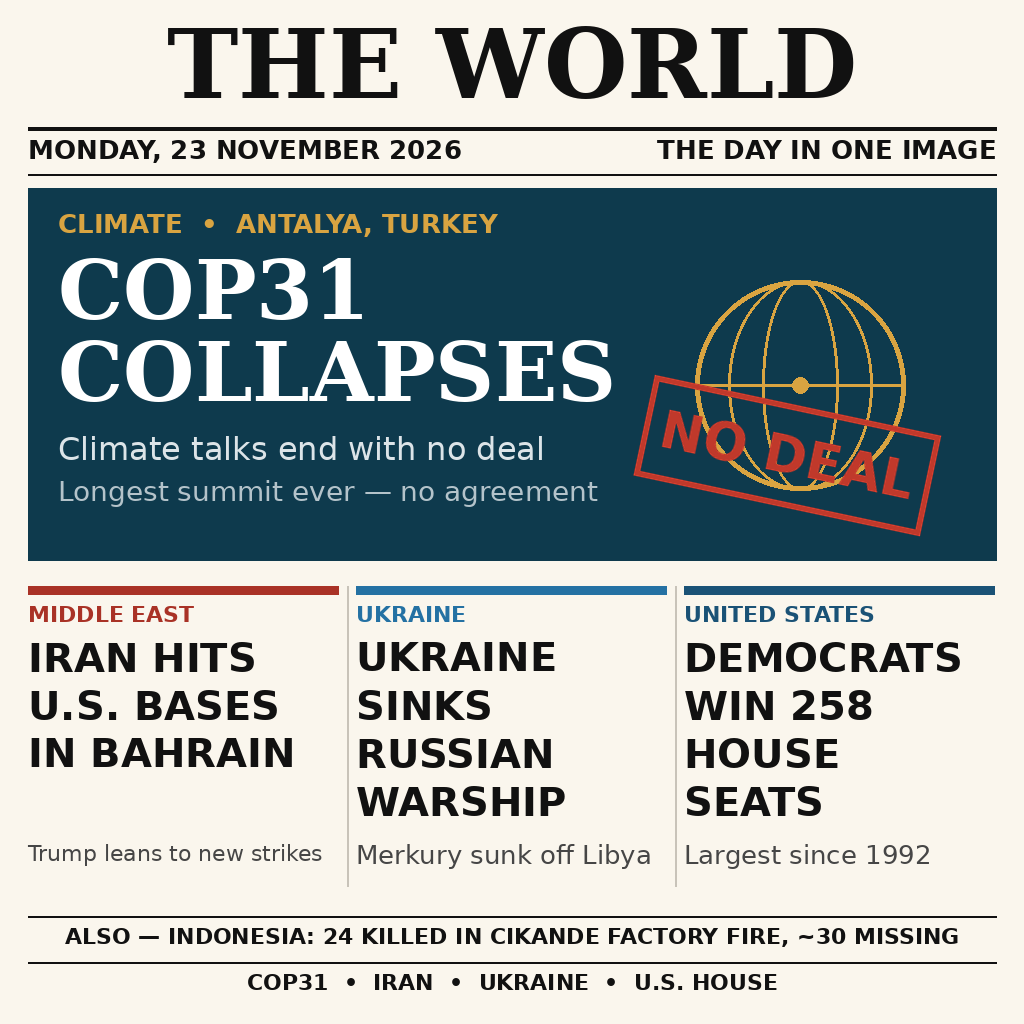 THE WORLD
MONDAY, 23 NOVEMBER 2026
THE DAY IN ONE IMAGE
CLIMATE • ANTALYA, TURKEY
COP31
COLLAPSES
Climate talks end with no deal
Longest summit ever — no agreement
NO DEAL
MIDDLE EAST
IRAN HITS
U.S. BASES
IN BAHRAIN
Trump leans to new strikes
UKRAINE
UKRAINE
SINKS
RUSSIAN
WARSHIP
Merkury sunk off Libya
UNITED STATES
DEMOCRATS
WIN 258
HOUSE
SEATS
Largest since 1992
ALSO — INDONESIA: 24 KILLED IN CIKANDE FACTORY FIRE, ~30 MISSING
COP31 • IRAN • UKRAINE • U.S. HOUSE